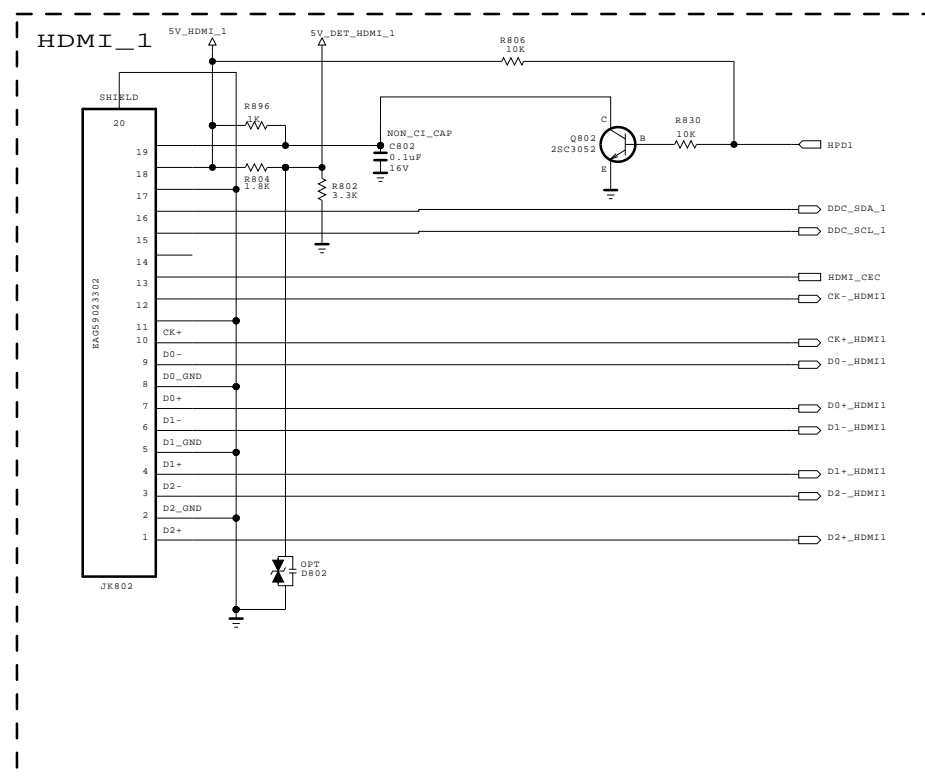 HDMI_1
5V_HDMI_1
5V_DET_HDMI_1
R806
10K
SHIELD
20
R896
1K
NON_CI_CAP
C802
0.1uF
16V
C
Q802
2SC3052
B
E
R830
10K
HPD1
19
18
R804
1.8K
R802
3.3K
17
16
DDC_SDA_1
15
DDC_SCL_1
14
13
HDMI_CEC
12
CK-_HDMI1
EAG59023302
11
CK+
10
CK+_HDMI1
D0-
9
D0-_HDMI1
D0_GND
8
D0+
7
D0+_HDMI1
D1-
6
D1-_HDMI1
D1_GND
5
D1+
4
D1+_HDMI1
D2-
3
D2-_HDMI1
D2_GND
2
D2+
1
D2+_HDMI1
OPT
D802
JK802